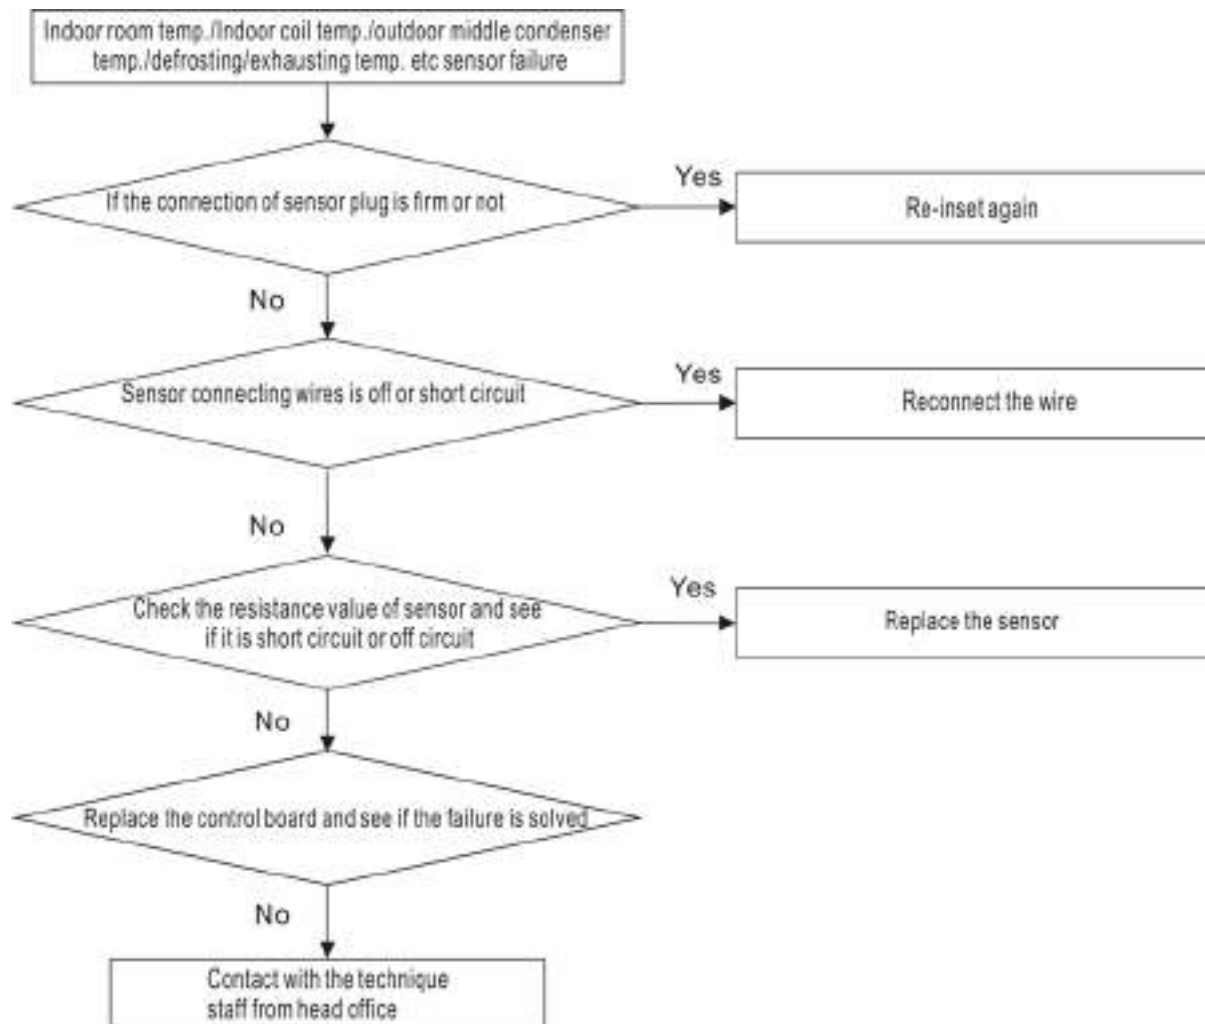 Indoor room temp./Indoor coil temp./outdoor middle condenser
temp./defrosting/exhausting temp. etc sensor failure
If the connection of sensor plug is firm or not
Yes
Re-inset again
No
Sensor connecting wires is off or short circuit
Yes
Reconnect the wire
No
Check the resistance value of sensor and see
if it is short circuit or off circuit
Yes
Replace the sensor
No
Replace the control board and see if the failure is solved
No
Contact with the technique
staff from head office